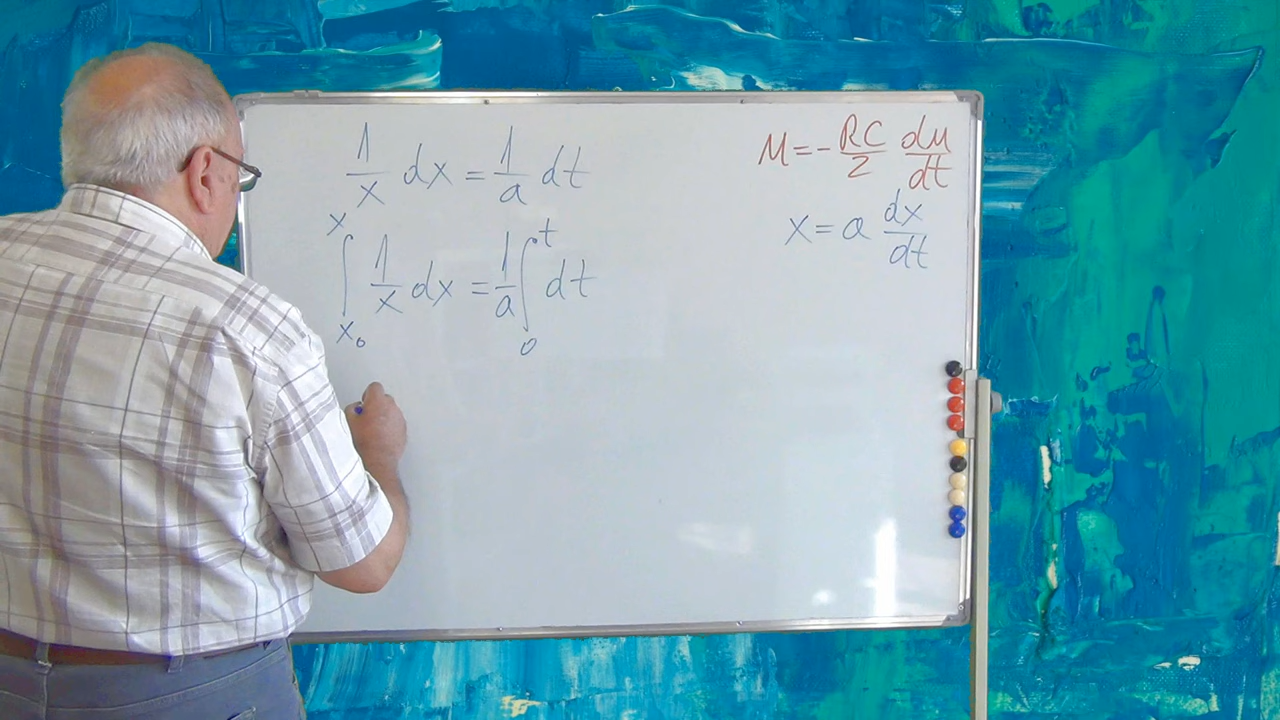 1/x dx = 1/a dt
∫_{x₀}^{x} 1/x dx = 1/a ∫_{0}^{t} dt
u = - RC/2 du/dt
x = a dx/dt